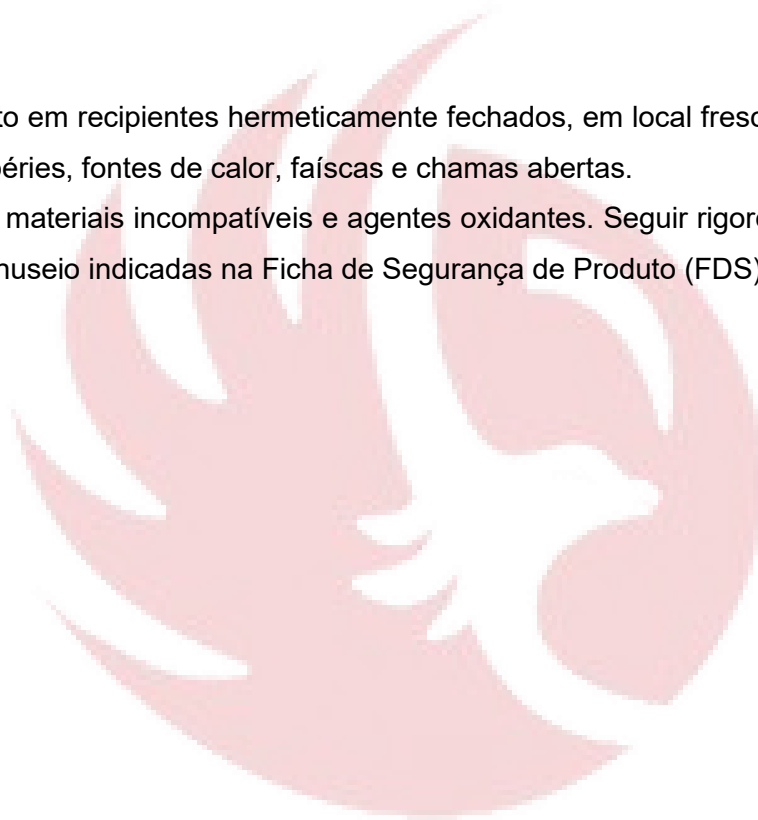 to em recipientes hermeticamente fechados, em local fresc
péries, fontes de calor, faíscas e chamas abertas.
materiais incompatíveis e agentes oxidantes. Seguir rigor
nuseio indicadas na Ficha de Segurança de Produto (FDS)